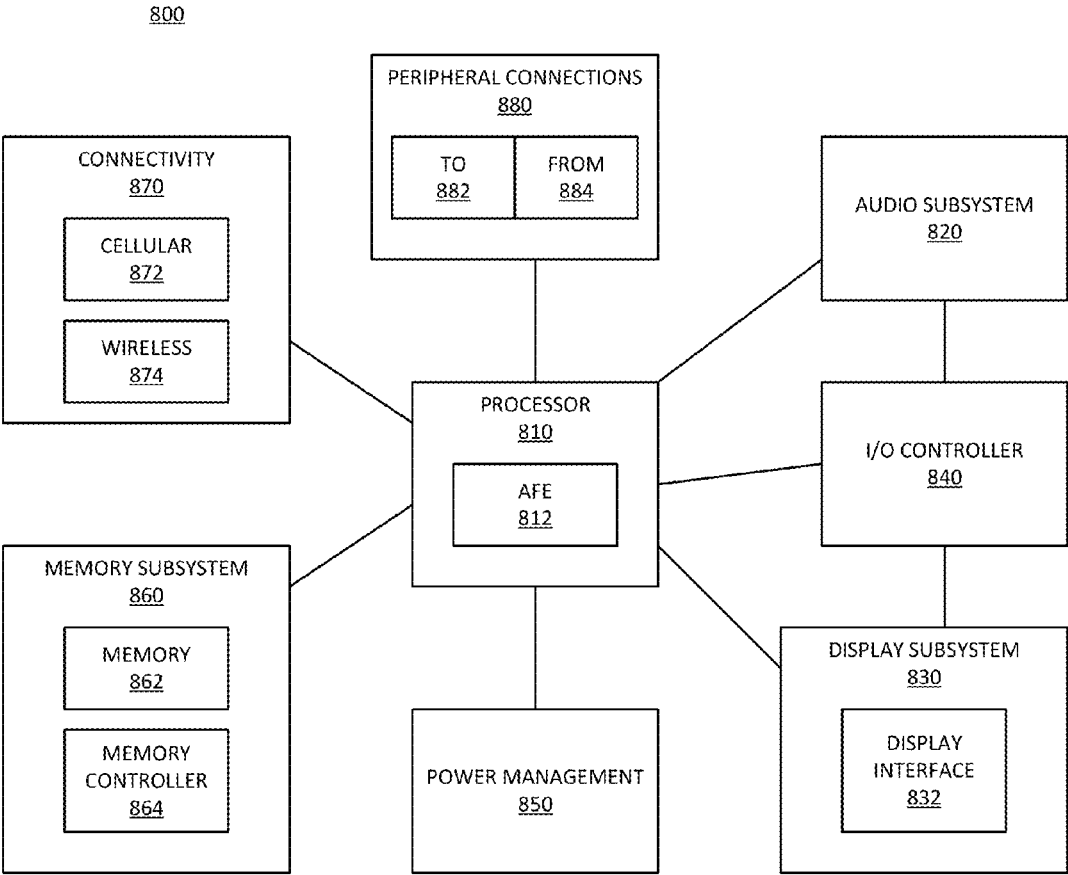 800
PERIPHERAL CONNECTIONS
880
TO
882
FROM
884
CONNECTIVITY
870
CELLULAR
872
WIRELESS
874
AUDIO SUBSYSTEM
820
PROCESSOR
810
AFE
812
I/O CONTROLLER
840
MEMORY SUBSYSTEM
860
MEMORY
862
MEMORY
CONTROLLER
864
POWER MANAGEMENT
850
DISPLAY SUBSYSTEM
830
DISPLAY
INTERFACE
832